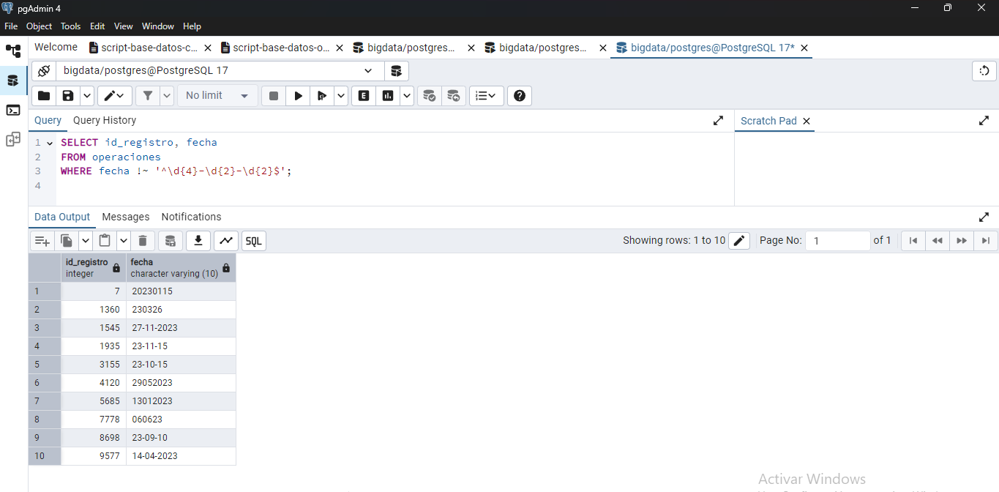 pgAdmin 4
File Object Tools Edit View Window Help
Welcome script-base-datos-c... script-base-datos-o... bigdata/postgres... bigdata/postgres... bigdata/postgres@PostgreSQL 17*
bigdata/postgres@PostgreSQL 17
No limit E
Query Query History Scratch Pad
1 SELECT id_registro, fecha
2 FROM operaciones
3 WHERE fecha !~ '^\d{4}-\d{2}-\d{2}$';
4
Data Output Messages Notifications
SQL Showing rows: 1 to 10 Page No: 1 of 1
id_registro fecha
integer character varying (10)
1 7 20230115
2 1360 230326
3 1545 27-11-2023
4 1935 23-11-15
5 3155 23-10-15
6 4120 29052023
7 5685 13012023
8 7778 060623
9 8698 23-09-10
10 9577 14-04-2023
Activar Windows